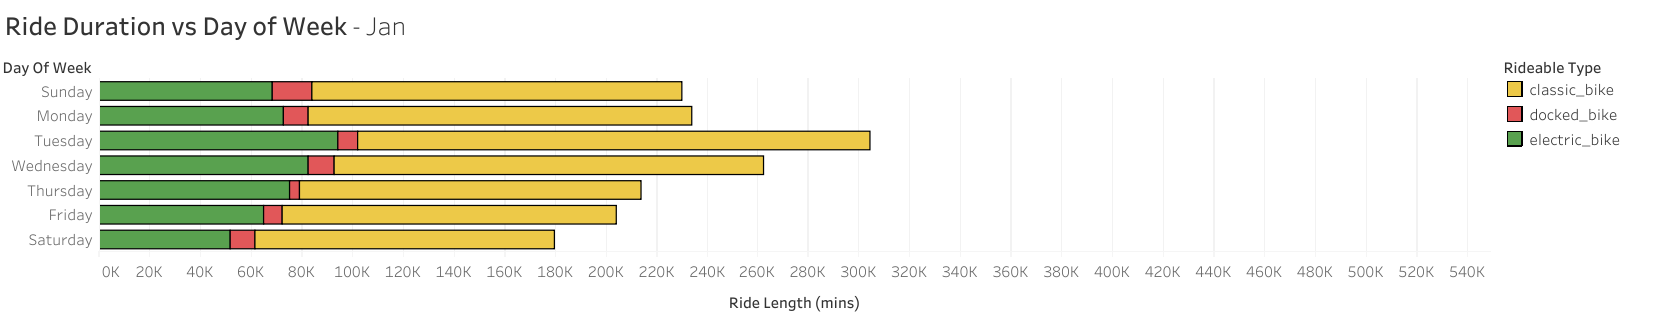 Ride Duration vs Day of Week - Jan
Day Of Week
Sunday
Monday
Tuesday
Wednesday
Thursday
Friday
Saturday
0K 20K 40K 60K 80K 100K 120K 140K 160K 180K 200K 220K 240K 260K 280K 300K 320K 340K 360K 380K 400K 420K 440K 460K 480K 500K 520K 540K
Ride Length (mins)
Rideable Type
classic_bike
docked_bike
electric_bike